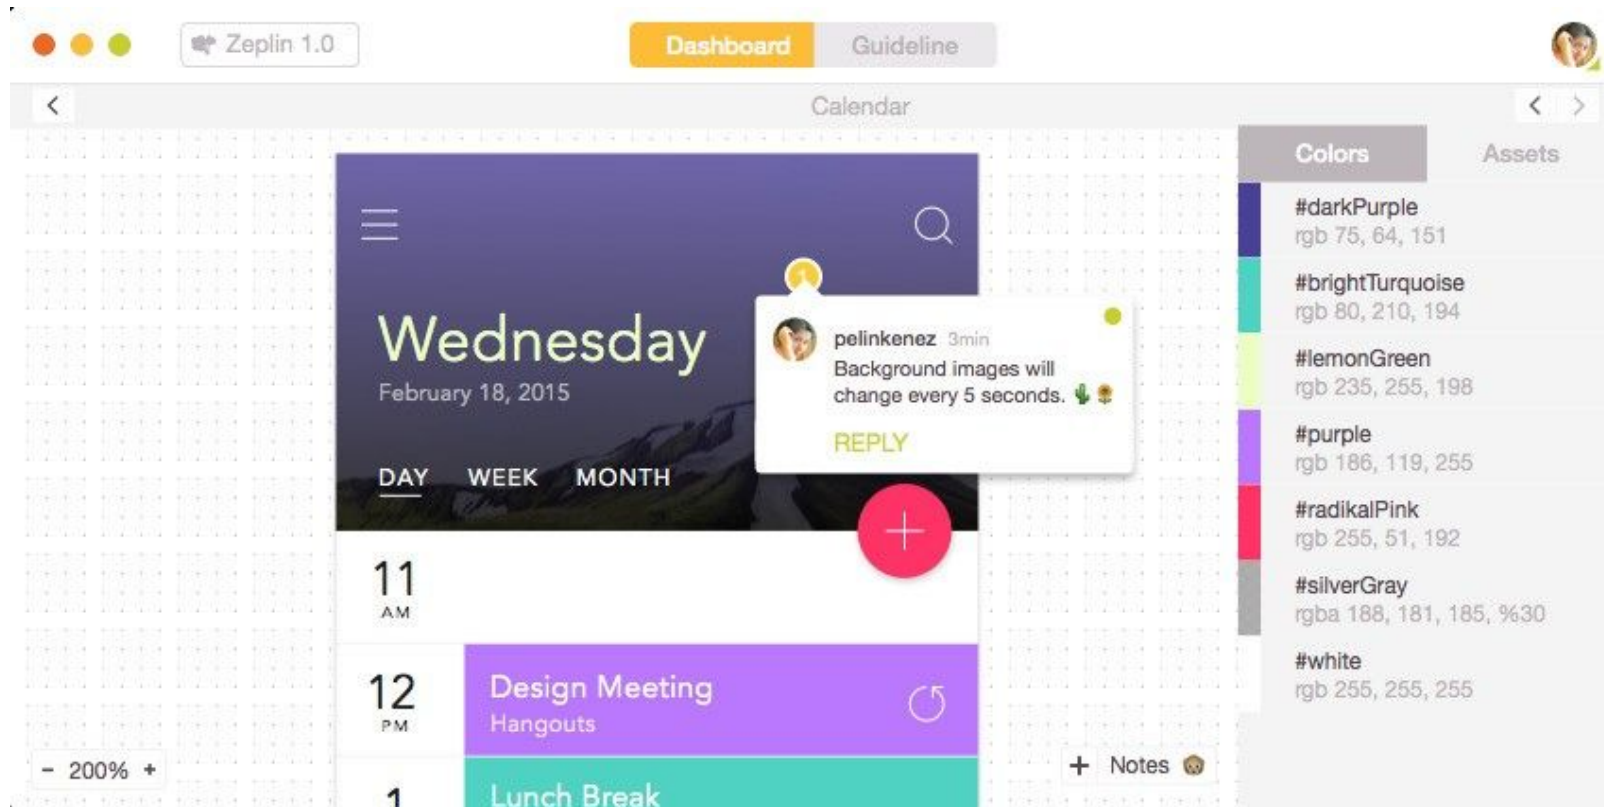 Zeplin 1.0
Dashboard
Guideline
Calendar
Colors
Assets
Wednesday
February 18, 2015
DAY WEEK MONTH
1
pelinkenez 3min
Background images will
change every 5 seconds.
REPLY
11
AM
12
PM
Design Meeting
Hangouts
1
Lunch Break
- 200% +
+ Notes
#darkPurple
rgb 75, 64, 151
#brightTurquoise
rgb 80, 210, 194
#lemonGreen
rgb 235, 255, 198
#purple
rgb 186, 119, 255
#radikalPink
rgb 255, 51, 192
#silverGray
rgba 188, 181, 185, %30
#white
rgb 255, 255, 255